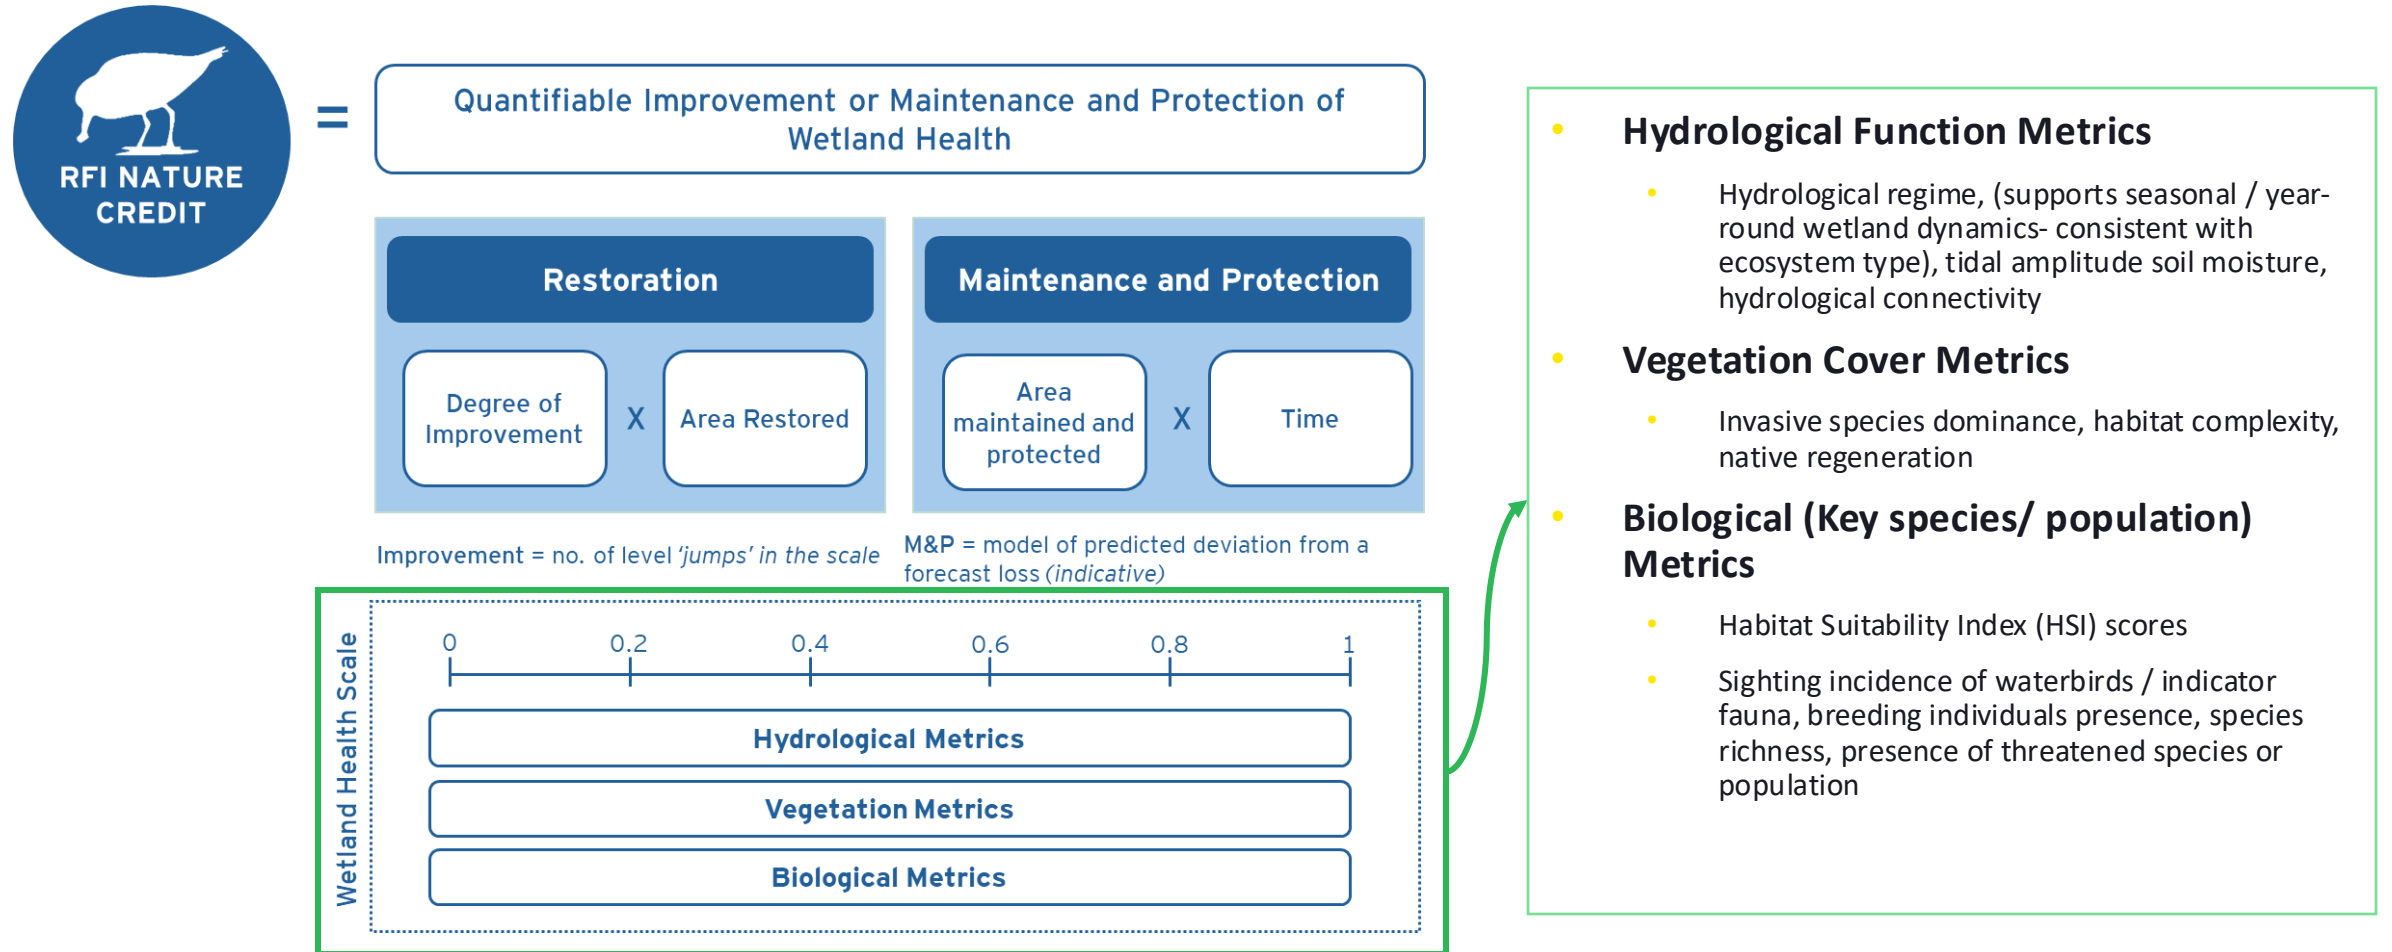 RFI NATURE
CREDIT
=
Quantifiable Improvement or Maintenance and Protection of
Wetland Health
Restoration
Degree of
Improvement
X
Area Restored
Maintenance and Protection
Area
maintained and
protected
X
Time
Improvement = no. of level ‘jumps’ in the scale
M&P = model of predicted deviation from a
forecast loss (indicative)
Wetland Health Scale
0 0.2 0.4 0.6 0.8 1
Hydrological Metrics
Vegetation Metrics
Biological Metrics
• Hydrological Function Metrics
• Hydrological regime, (supports seasonal / year-
round wetland dynamics- consistent with
ecosystem type), tidal amplitude soil moisture,
hydrological connectivity
• Vegetation Cover Metrics
• Invasive species dominance, habitat complexity,
native regeneration
• Biological (Key species/ population)
Metrics
• Habitat Suitability Index (HSI) scores
• Sighting incidence of waterbirds / indicator
fauna, breeding individuals presence, species
richness, presence of threatened species or
population